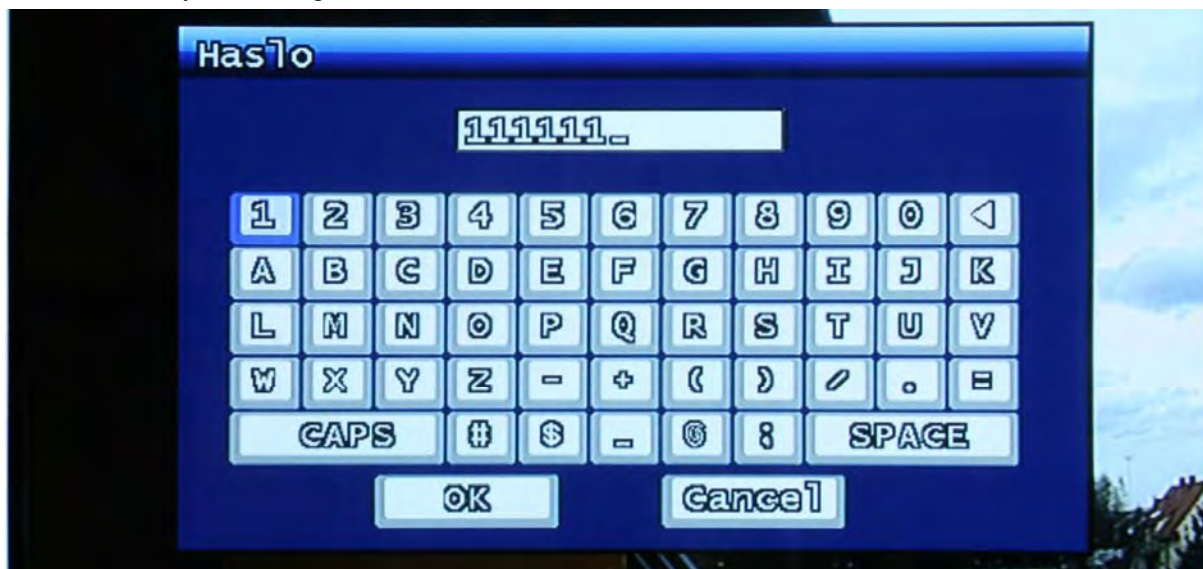 Haslo
111111_
1 2 3 4 5 6 7 8 9 0 ◁
A B C D E F G H I J K
L M N O P Q R S T U V
W X Y Z - + ( ) / . =
CAPS # $ _ @ : SPACE
OK Cancel